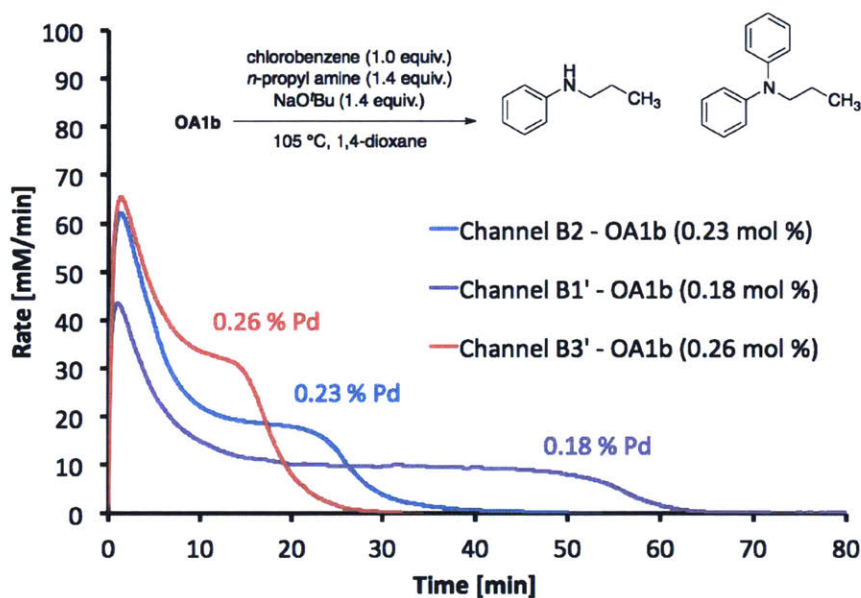 chlorobenzene (1.0 equiv.)
n-propyl amine (1.4 equiv.)
NaOᵗBu (1.4 equiv.)
OA1b
105 °C, 1,4-dioxane
H
N
CH₃
N
CH₃
Rate [mM/min]
100
90
80
70
60
50
40
30
20
10
0
Channel B2 - OA1b (0.23 mol %)
Channel B1' - OA1b (0.18 mol %)
Channel B3' - OA1b (0.26 mol %)
0.26 % Pd
0.23 % Pd
0.18 % Pd
0 10 20 30 40 50 60 70 80
Time [min]